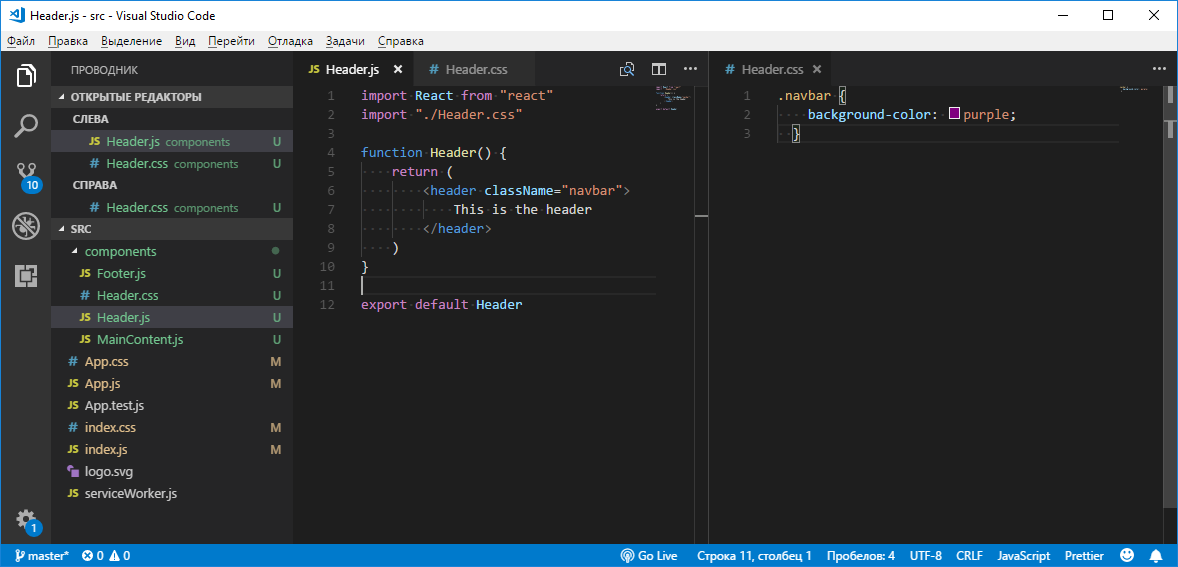 Header.js - src - Visual Studio Code
Файл Правка Выделение Вид Перейти Отладка Задачи Справка
ПРОВОДНИК
ОТКРЫТЫЕ РЕДАКТОРЫ
СЛЕВА
JS Header.js components U
# Header.css components U
СПРАВА
# Header.css components U
SRC
components
JS Footer.js U
# Header.css U
JS Header.js U
JS MainContent.js U
# App.css M
JS App.js M
JS App.test.js
# index.css M
JS index.js M
logo.svg
JS serviceWorker.js
10
1
JS Header.js
# Header.css
1 import React from "react"
2 import "./Header.css"
3
4 function Header() {
5 return (
6 <header className="navbar">
7 This is the header
8 </header>
9 )
10 }
11
12 export default Header
# Header.css
1 .navbar {
2 background-color: purple;
3 }
master* 0 0 Go Live Строка 11, столбец 1 Пробелов: 4 UTF-8 CRLF JavaScript Prettier